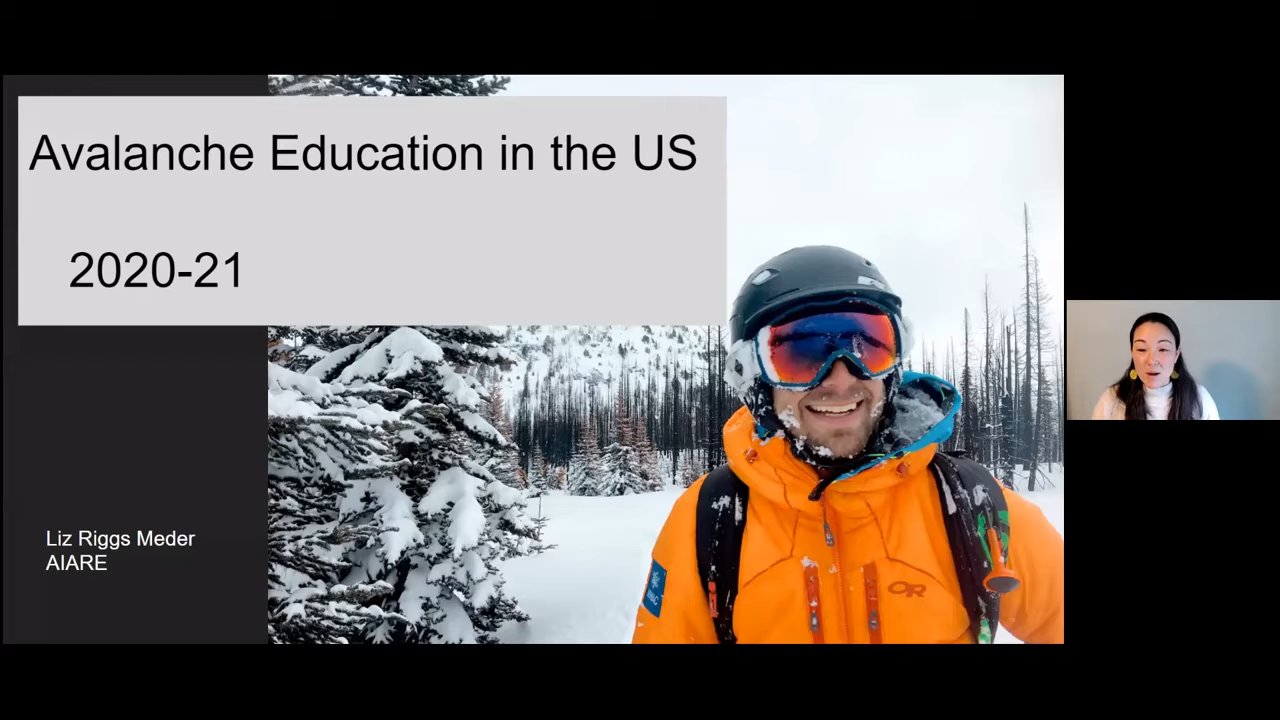 Avalanche Education in the US
2020-21
Liz Riggs Meder
AIARE
OR